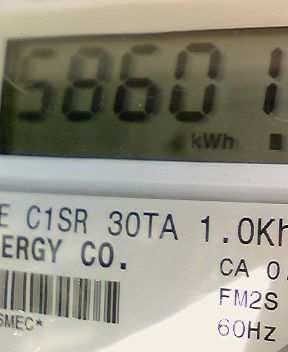 58601
kWh
E C1SR 30TA 1.0Kh
ERGY CO.
CA 0.
FM2S
60Hz
SMEC*